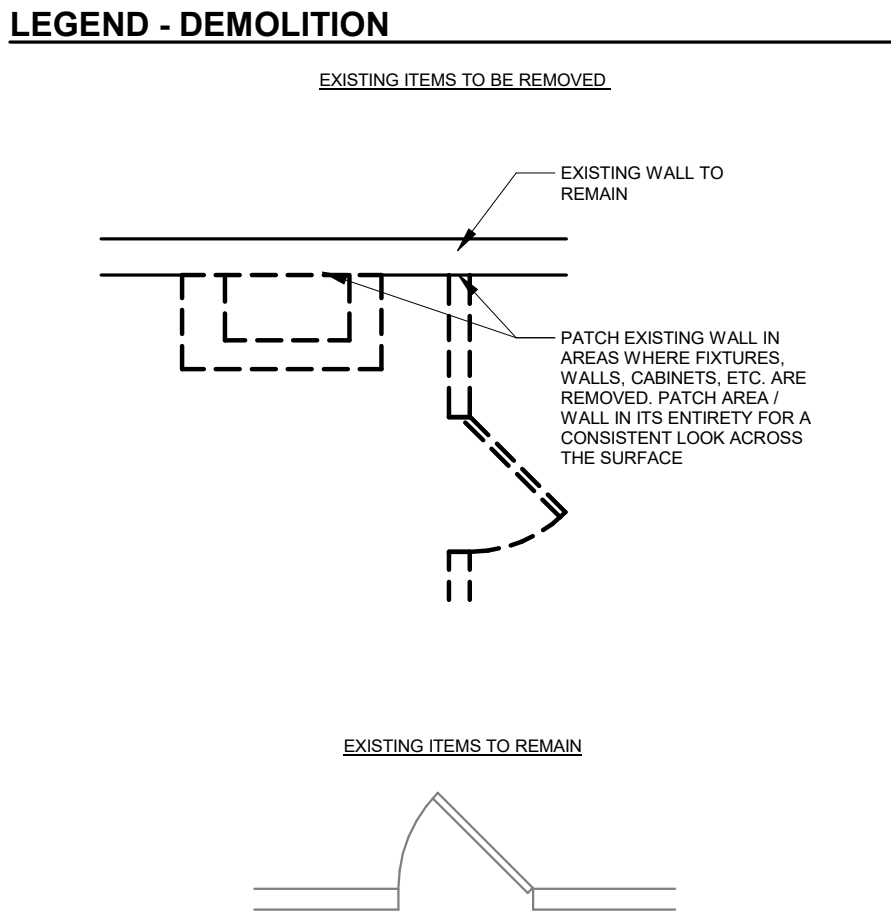 LEGEND - DEMOLITION
EXISTING ITEMS TO BE REMOVED
EXISTING WALL TO
REMAIN
PATCH EXISTING WALL IN
AREAS WHERE FIXTURES,
WALLS, CABINETS, ETC. ARE
REMOVED. PATCH AREA /
WALL IN ITS ENTIRETY FOR A
CONSISTENT LOOK ACROSS
THE SURFACE
EXISTING ITEMS TO REMAIN